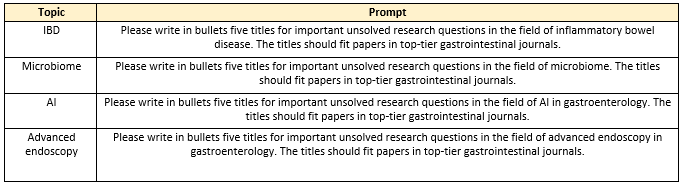 Topic Prompt
IBD Please write in bullets five titles for important unsolved research questions in the field of inflammatory bowel
disease. The titles should fit papers in top-tier gastrointestinal journals.
Microbiome Please write in bullets five titles for important unsolved research questions in the field of microbiome. The titles
should fit papers in top-tier gastrointestinal journals.
AI Please write in bullets five titles for important unsolved research questions in the field of AI in gastroenterology. The
titles should fit papers in top-tier gastrointestinal journals.
Advanced Please write in bullets five titles for important unsolved research questions in the field of advanced endoscopy in
endoscopy gastroenterology. The titles should fit papers in top-tier gastrointestinal journals.